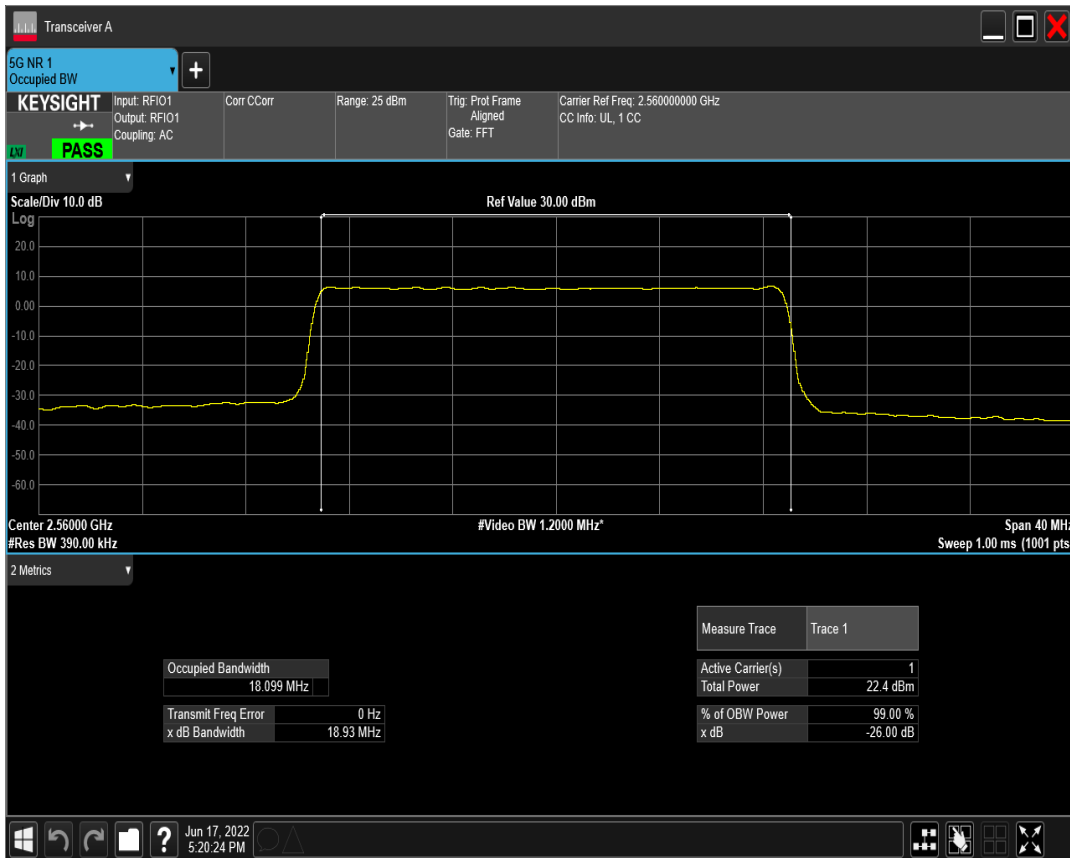 Transceiver A
5G NR 1
Occupied BW
+
KEYSIGHT
LXI
PASS
Input: RFIO1
Output: RFIO1
Coupling: AC
Corr CCorr
Range: 25 dBm
Trig: Prot Frame
Aligned
Gate: FFT
Carrier Ref Freq: 2.560000000 GHz
CC Info: UL, 1 CC
1 Graph
Scale/Div 10.0 dB
Ref Value 30.00 dBm
Log
20.0
10.0
0.00
-10.0
-20.0
-30.0
-40.0
-50.0
-60.0
Center 2.56000 GHz
#Video BW 1.2000 MHz*
Span 40 MHz
#Res BW 390.00 kHz
Sweep 1.00 ms (1001 pts
2 Metrics
Measure Trace Trace 1
Occupied Bandwidth
18.099 MHz
Active Carrier(s) 1
Total Power 22.4 dBm
Transmit Freq Error 0 Hz
x dB Bandwidth 18.93 MHz
% of OBW Power 99.00 %
x dB -26.00 dB
?
Jun 17, 2022
5:20:24 PM